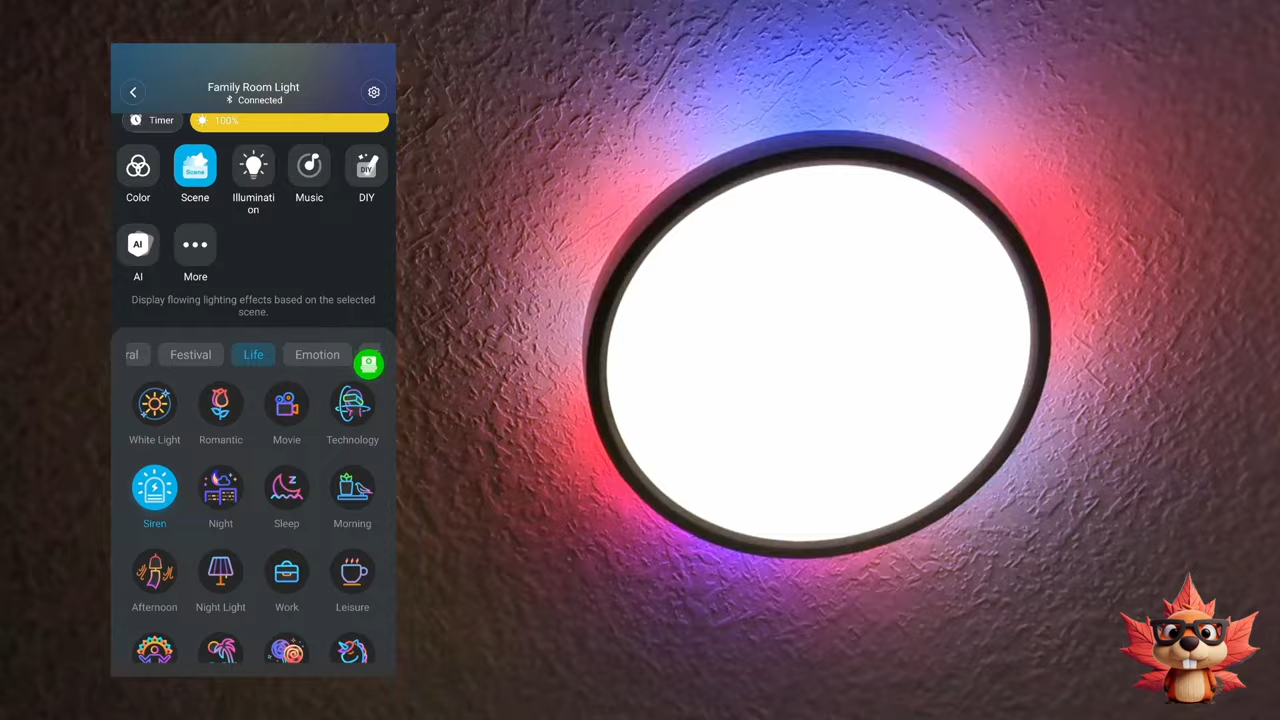 Family Room Light
Connected
Timer
100%
Scene
DIY
Color
Scene
Illuminati
on
Music
DIY
AI
AI
More
Display flowing lighting effects based on the selected
scene.
ral
Festival
Life
Emotion
White Light
Romantic
Movie
Technology
Z
Siren
Night
Sleep
Morning
Afternoon
Night Light
Work
Leisure